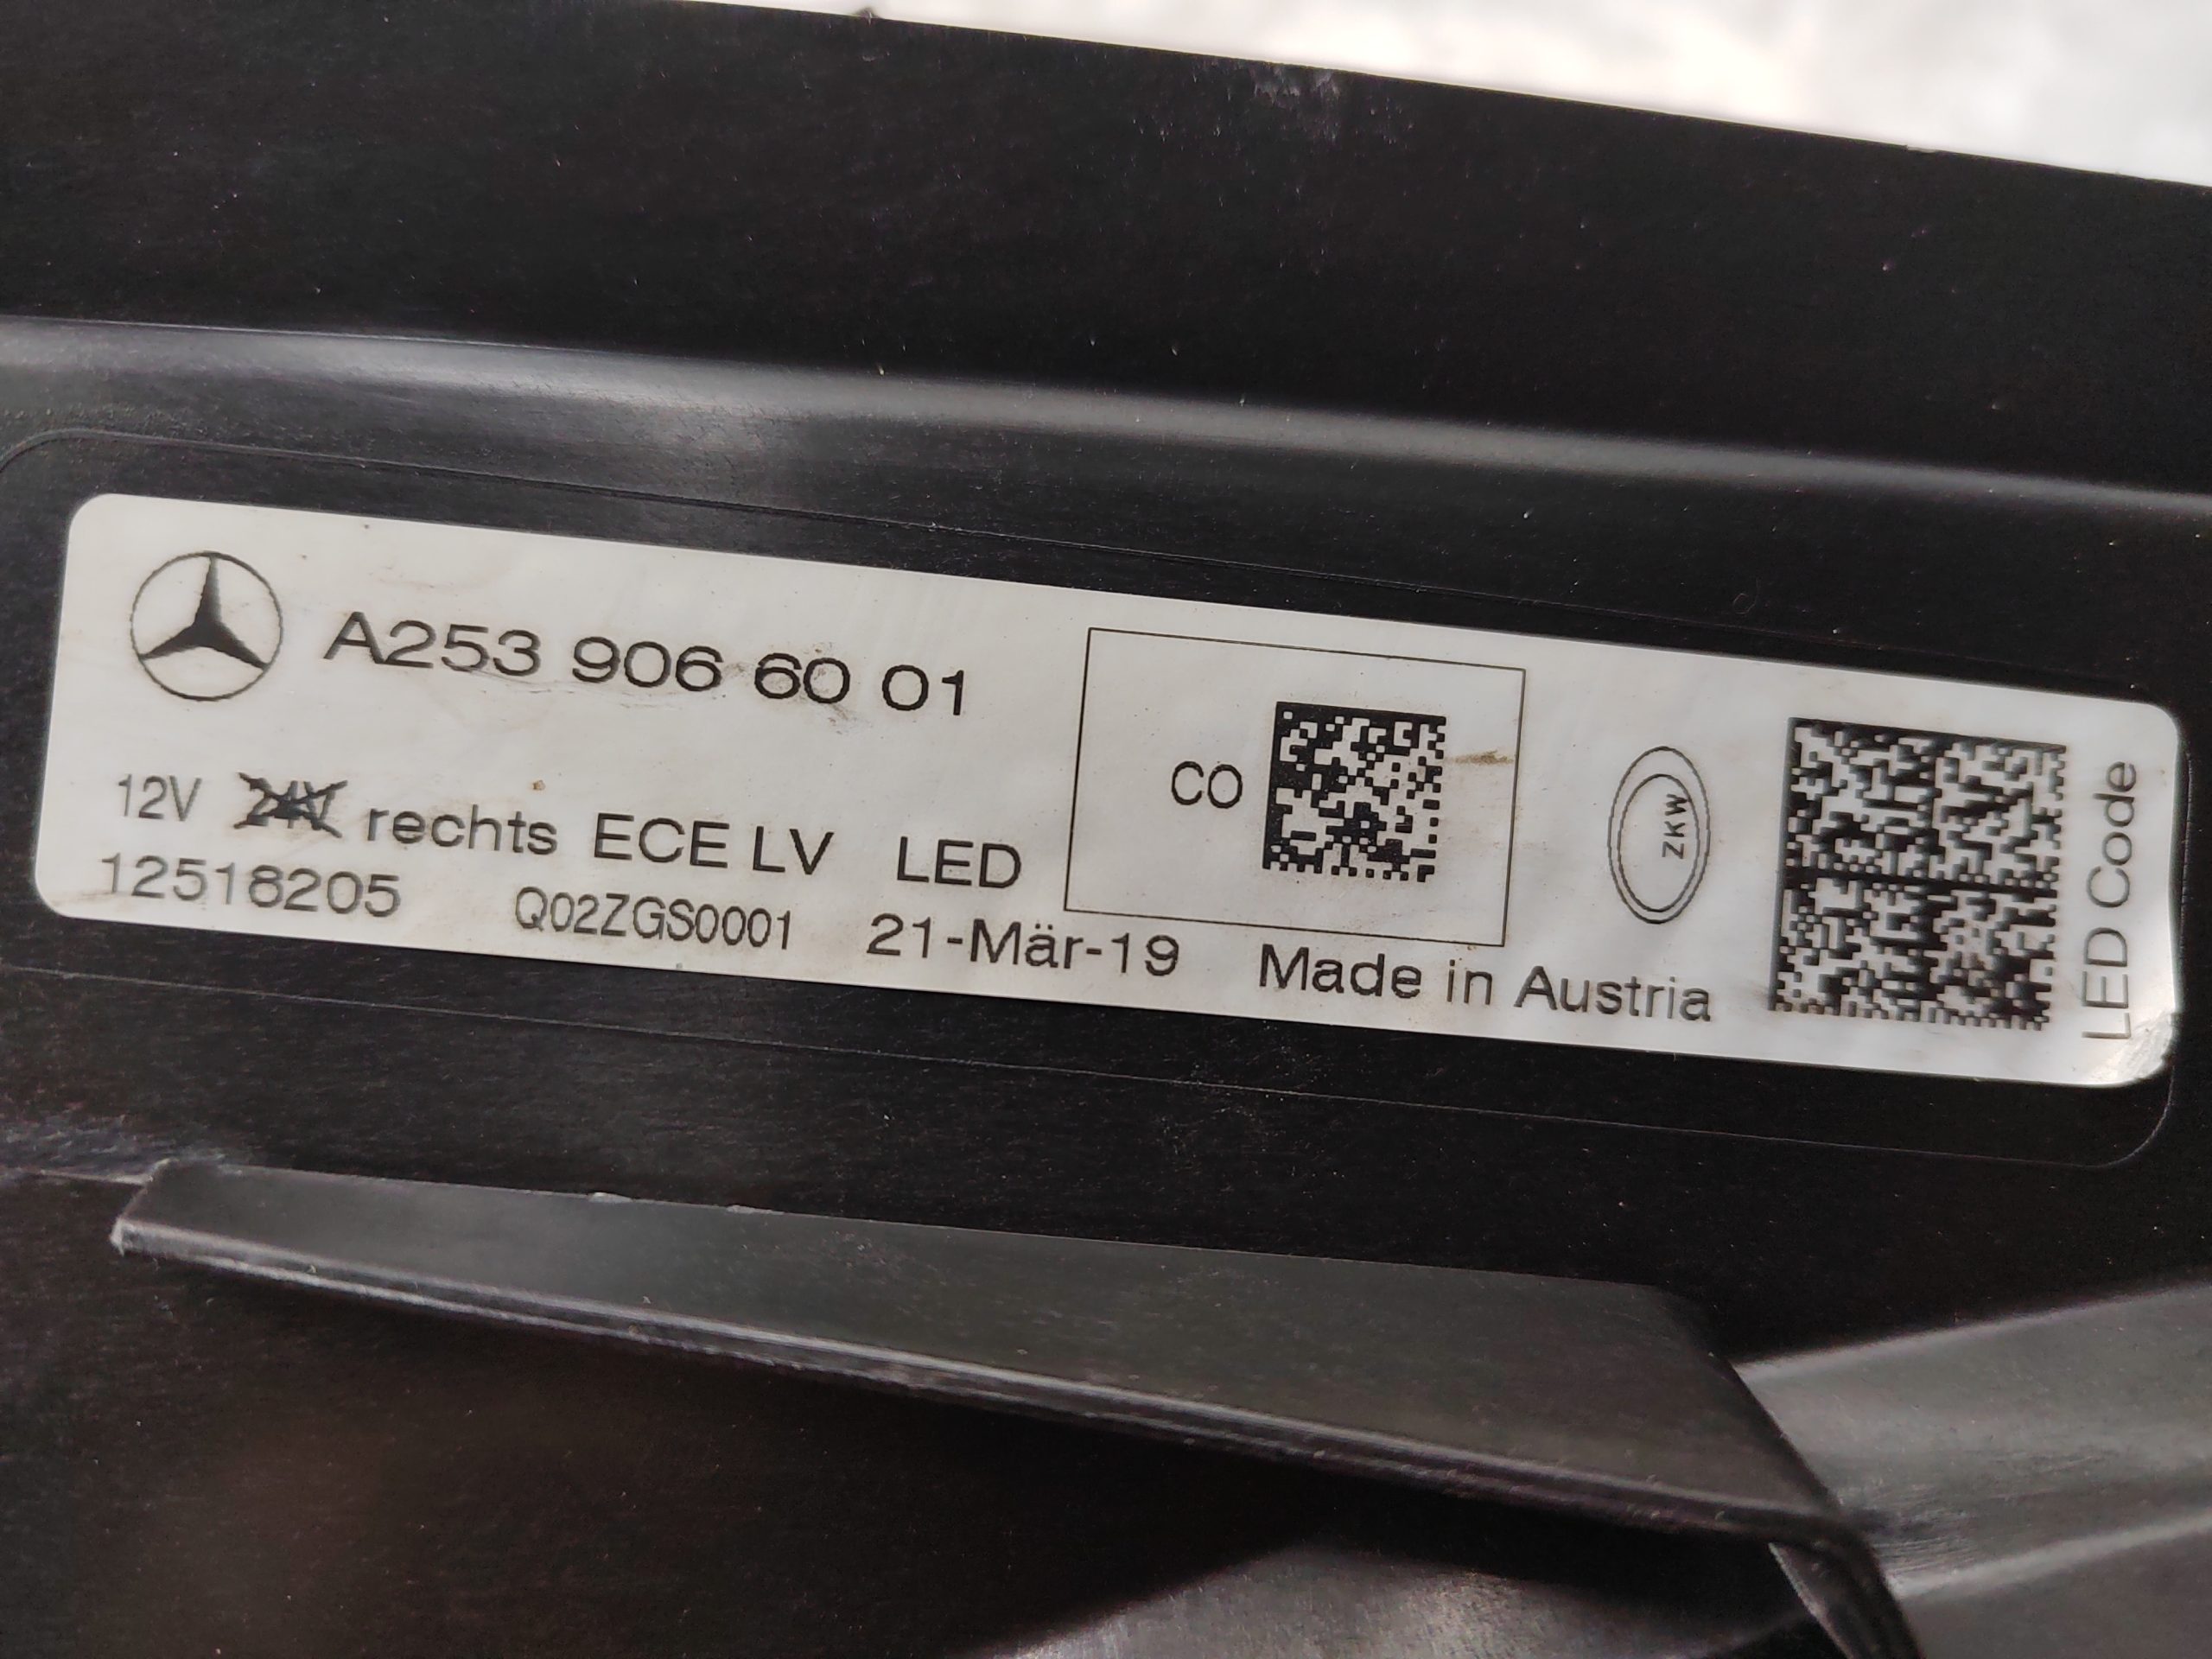 A253 906 60 01
CO
12V 24V rechts ECE LV LED
12518205 Q02ZGS0001 21-Mär-19 Made in Austria
ZKW
LED Code